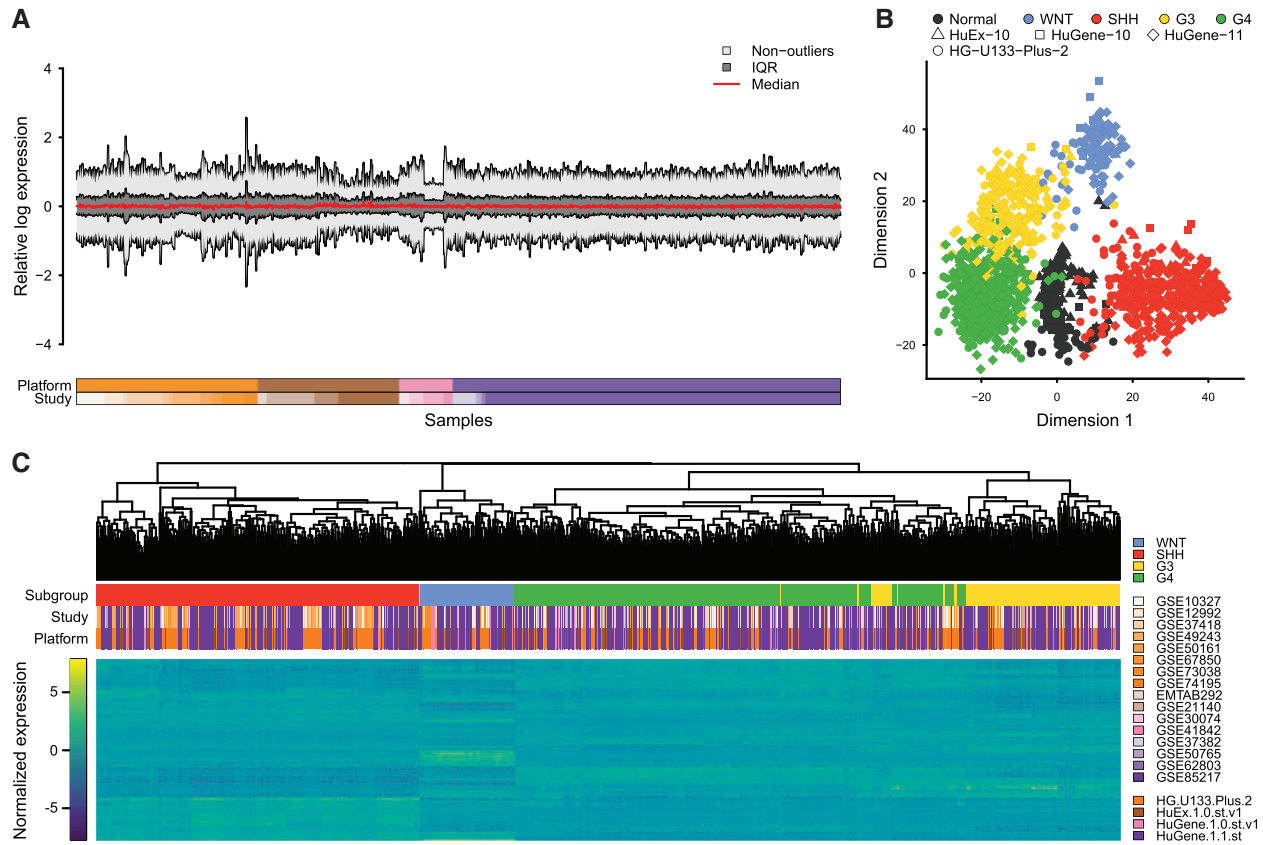 A
Non−outliers
IQR
Median
Relative log expression
4
2
0
−2
−4
Platform
Study
Samples
B
Normal WNT SHH G3 G4
HuEx−10 HuGene−10 HuGene−11
HG−U133−Plus−2
Dimension 2
40
20
0
−20
−20 0 20 40
Dimension 1
C
Subgroup
Study
Platform
Normalized expression
5
0
-5
WNT
SHH
G3
G4
GSE10327
GSE12992
GSE37418
GSE49243
GSE50161
GSE67850
GSE73038
GSE74195
EMTAB292
GSE21140
GSE30074
GSE41842
GSE37382
GSE50765
GSE62803
GSE85217
HG.U133.Plus.2
HuEx.1.0.st.v1
HuGene.1.0.st.v1
HuGene.1.1.st